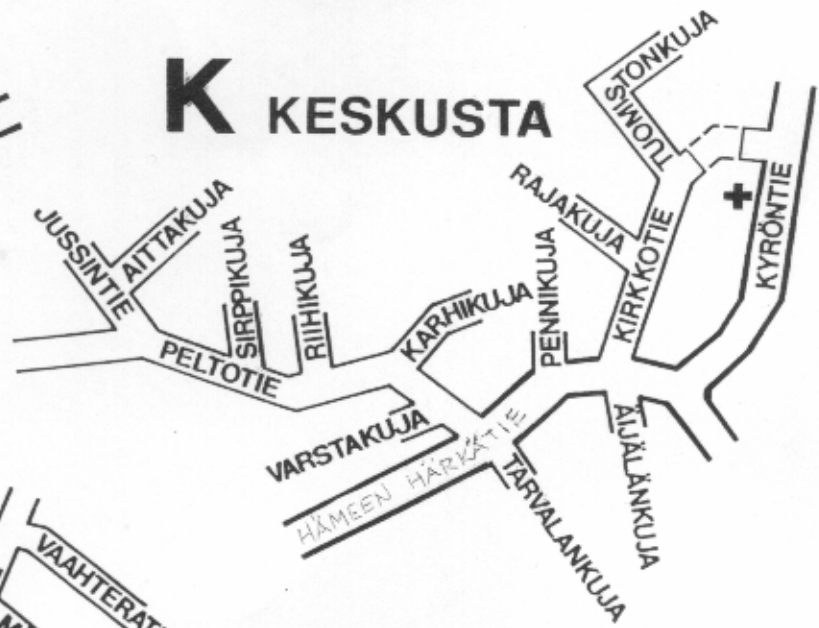 K KESKUSTA
TUOMISTONKUJA
RAJAKUJA
KIRKKOTIE
KYRÖNTIE
JUSSINTIE
AITTAKUJA
SIRPPIKUJA
RIIHIKUJA
PELTOTIE
KARHIKUJA
PENNIKUJA
VARSTAKUJA
HÄMEEN HÄRKÄTIE
TARVALANKUJA
ÄIJÄLÄNKUJA